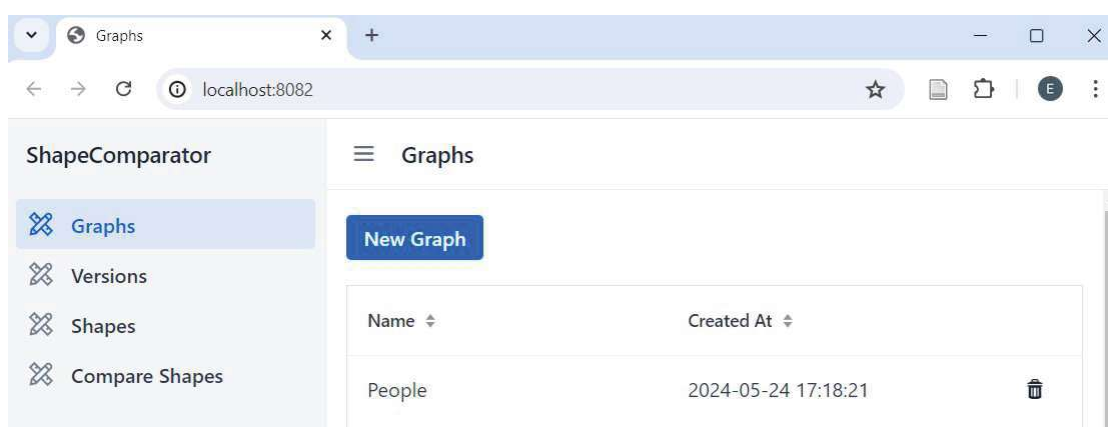 Graphs
localhost:8082
E
ShapeComparator
Graphs
Graphs
Versions
Shapes
Compare Shapes
New Graph
Name
Created At
People
2024-05-24 17:18:21